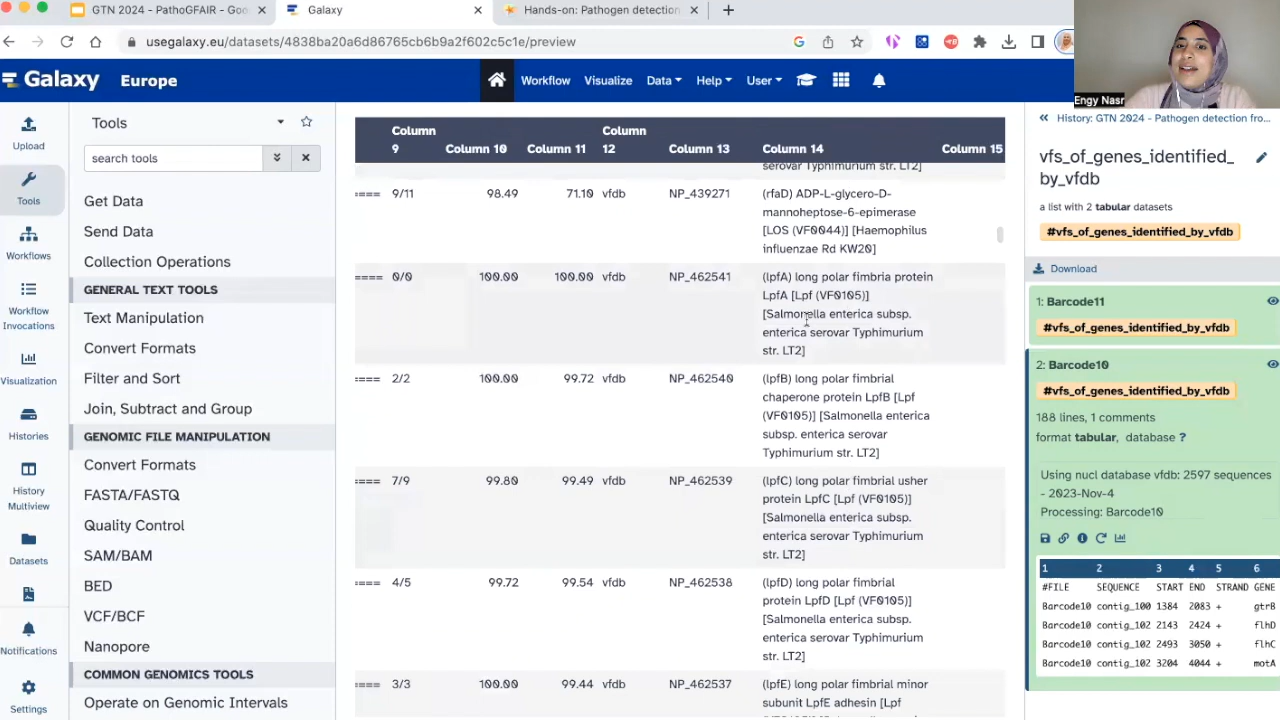 GTN 2024 - PathoGFAIR - Goo
Galaxy
Hands-on: Pathogen detection
usegalaxy.eu/datasets/4838ba20a6d86765cb6b9a2f602c5c1e/preview
Galaxy Europe
Workflow
Visualize
Data
Help
User
Engy Nasr
Upload
Tools
Workflows
Workflow
Invocations
Visualization
Histories
History
Multiview
Datasets
Notifications
Settings
Tools
search tools
Get Data
Send Data
Collection Operations
GENERAL TEXT TOOLS
Text Manipulation
Convert Formats
Filter and Sort
Join, Subtract and Group
GENOMIC FILE MANIPULATION
Convert Formats
FASTA/FASTQ
Quality Control
SAM/BAM
BED
VCF/BCF
Nanopore
COMMON GENOMICS TOOLS
Operate on Genomic Intervals
Column 9 Column 10 Column 11 Column 12 Column 13 Column 14 Column 15
serovar Typhimurium str. LT2]
==== 9/11 98.49 71.10 vfdb NP_439271 (rfaD) ADP-L-glycero-D-
mannoheptose-6-epimerase
[LOS (VF0044)] [Haemophilus
influenzae Rd KW20]
==== 0/0 100.00 100.00 vfdb NP_462541 (lpfA) long polar fimbria protein
LpfA [Lpf (VF0105)]
[Salmonella enterica subsp.
enterica serovar Typhimurium
str. LT2]
==== 2/2 100.00 99.72 vfdb NP_462540 (lpfB) long polar fimbrial
chaperone protein LpfB [Lpf
(VF0105)] [Salmonella enterica
subsp. enterica serovar
Typhimurium str. LT2]
==== 7/9 99.80 99.49 vfdb NP_462539 (lpfC) long polar fimbrial usher
protein LpfC [Lpf (VF0105)]
[Salmonella enterica subsp.
enterica serovar Typhimurium
str. LT2]
==== 4/5 99.72 99.54 vfdb NP_462538 (lpfD) long polar fimbrial
protein LpfD [Lpf (VF0105)]
[Salmonella enterica subsp.
enterica serovar Typhimurium
str. LT2]
==== 3/3 100.00 99.44 vfdb NP_462537 (lpfE) long polar fimbrial minor
subunit LpfE adhesin [Lpf
History: GTN 2024 - Pathogen detection fro...
vfs_of_genes_identified_
by_vfdb
a list with 2 tabular datasets
#vfs_of_genes_identified_by_vfdb
Download
1: Barcode11
#vfs_of_genes_identified_by_vfdb
2: Barcode10
#vfs_of_genes_identified_by_vfdb
188 lines, 1 comments
format tabular, database ?
Using nucl database vfdb: 2597 sequences
- 2023-Nov-4
Processing: Barcode10
1 2 3 4 5 6
#FILE SEQUENCE START END STRAND GENE
Barcode10 contig_100 1384 2083 + gtrB
Barcode10 contig_102 2143 2424 + flhD
Barcode10 contig_102 2493 3050 + flhC
Barcode10 contig_102 3204 4044 + motA